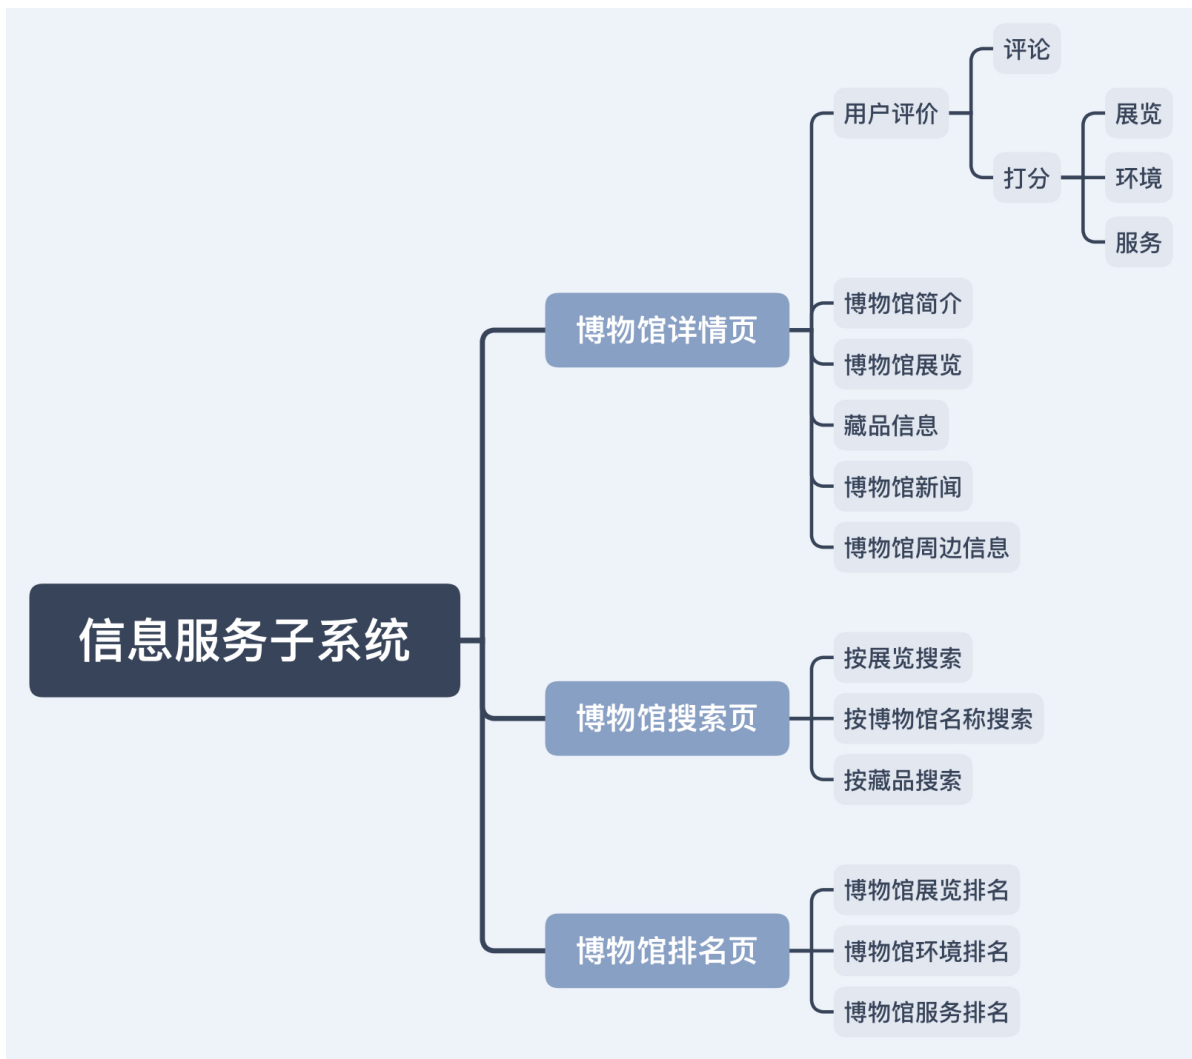 信息服务子系统
博物馆详情页
用户评价
评论
打分
展览
环境
服务
博物馆简介
博物馆展览
藏品信息
博物馆新闻
博物馆周边信息
博物馆搜索页
按展览搜索
按博物馆名称搜索
按藏品搜索
博物馆排名页
博物馆展览排名
博物馆环境排名
博物馆服务排名